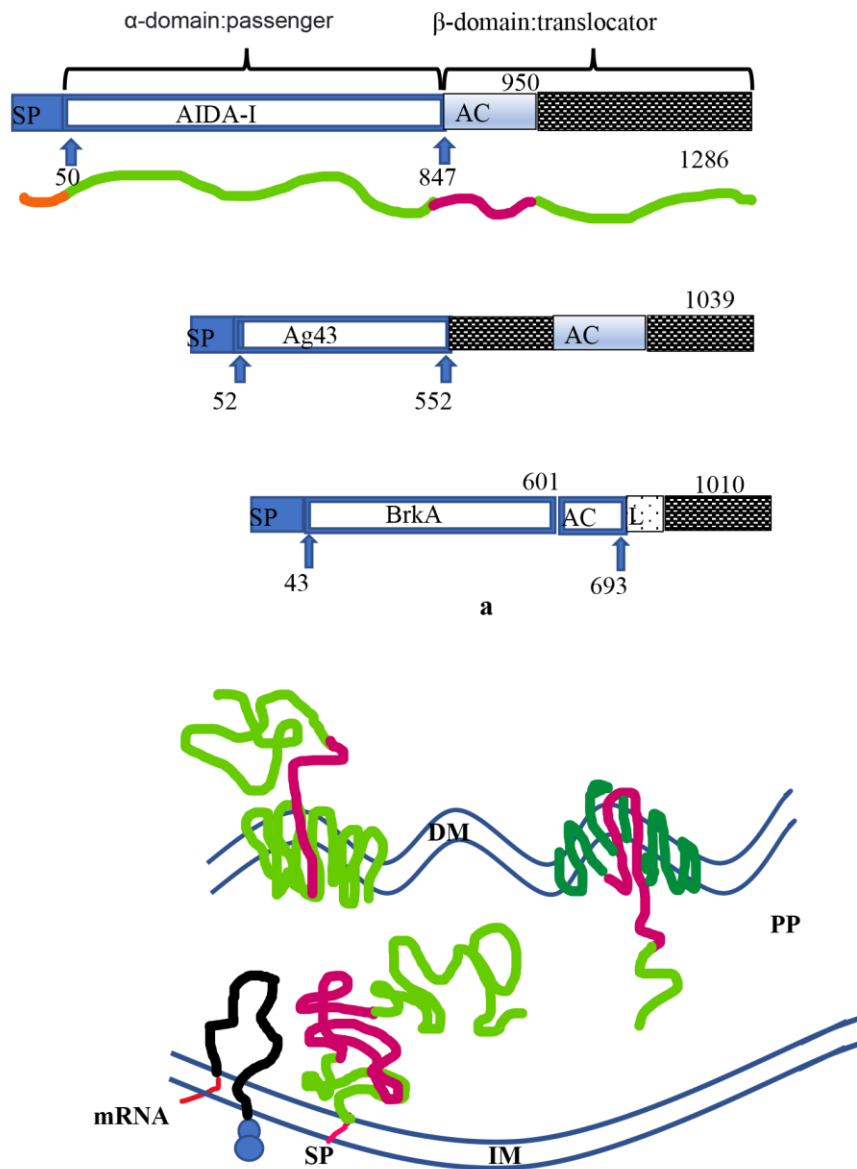 α-domain:passenger β-domain:translocator
950
SP AIDA-I AC
50 847 1286
1039
SP Ag43 AC
52 552
601 1010
SP BrkA AC L
43 693
a
DM
PP
mRNA
SP IM